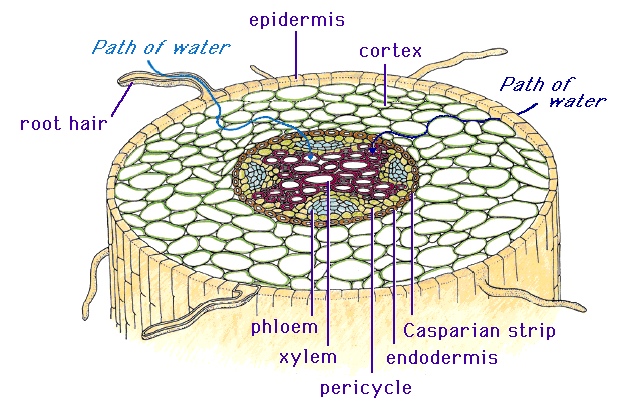 epidermis
Path of water
cortex
Path of
water
root hair
phloem
Casparian strip
xylem
endodermis
pericycle